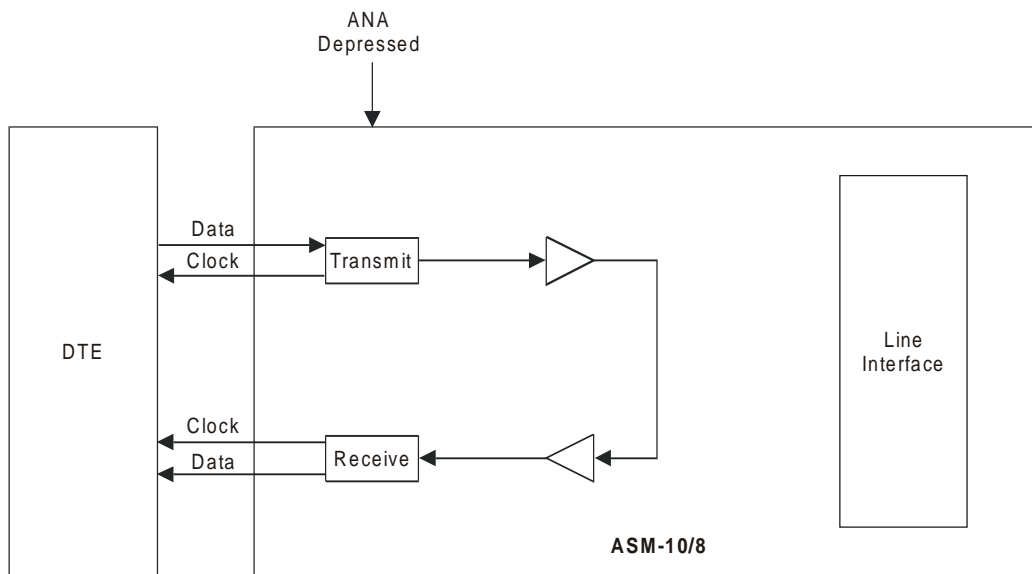 ANA
Depressed
Data
Clock
Transmit
DTE
Line
Interface
Clock
Data
Receive
ASM-10/8